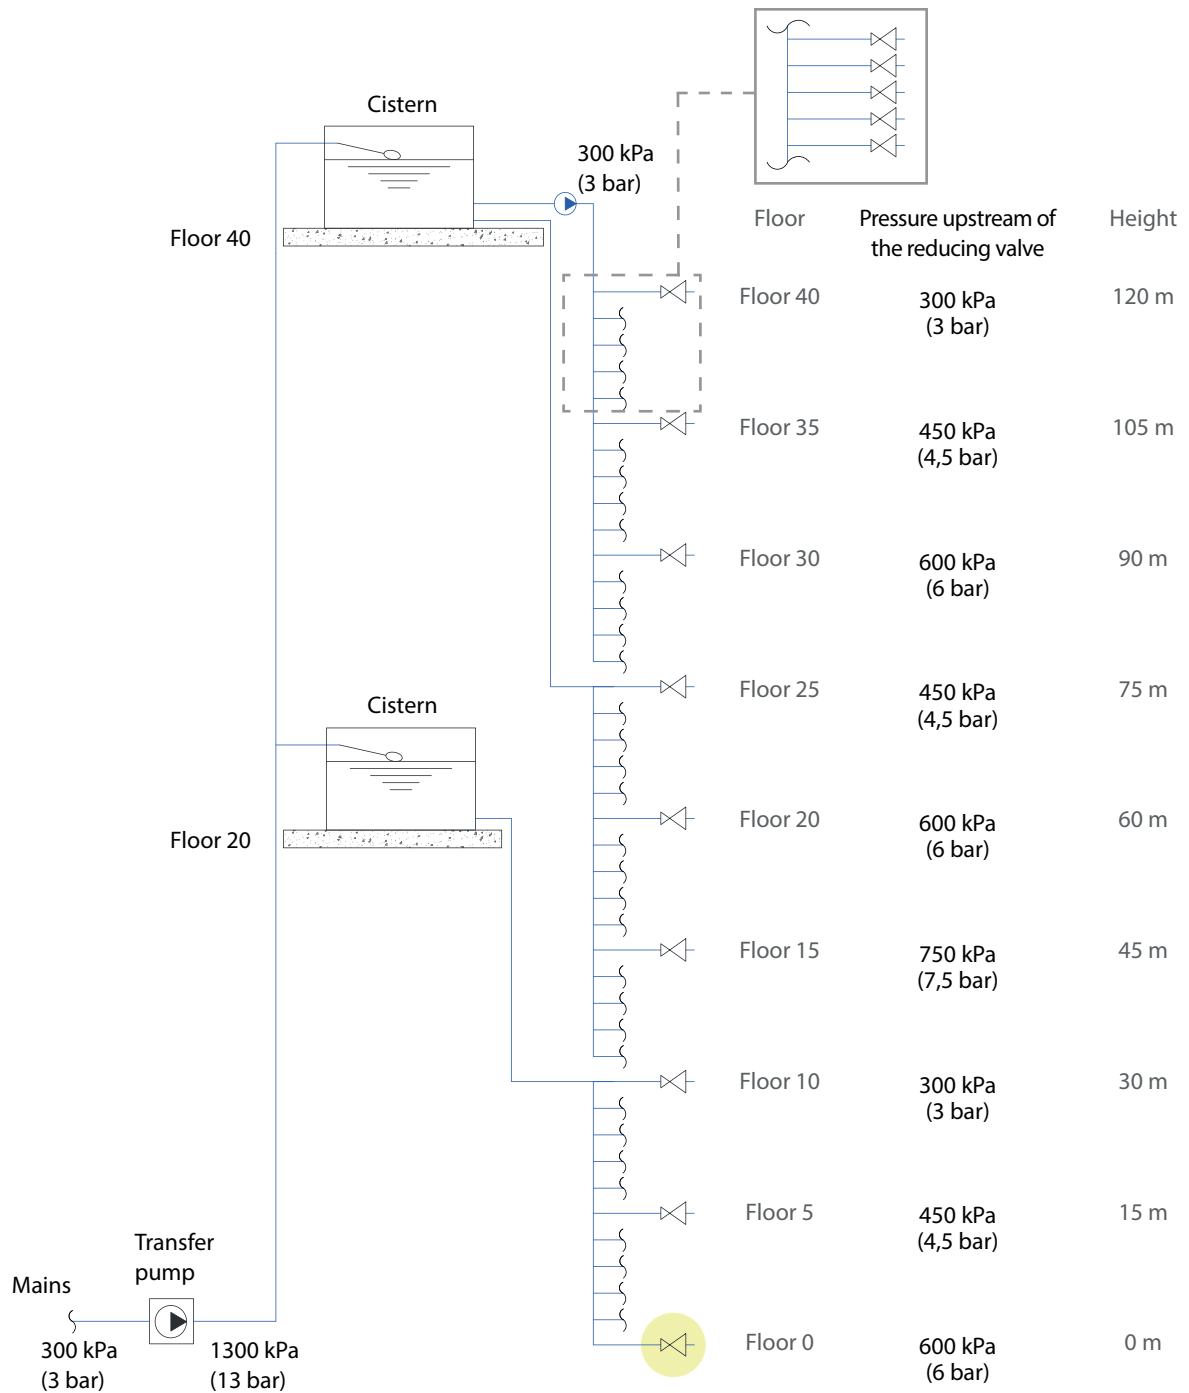 Cistern
300 kPa
(3 bar)
Floor 40
Floor
Pressure upstream of
the reducing valve
Height
Floor 40
300 kPa
(3 bar)
120 m
Floor 35
450 kPa
(4,5 bar)
105 m
Floor 30
600 kPa
(6 bar)
90 m
Floor 25
450 kPa
(4,5 bar)
75 m
Cistern
Floor 20
Floor 20
600 kPa
(6 bar)
60 m
Floor 15
750 kPa
(7,5 bar)
45 m
Floor 10
300 kPa
(3 bar)
30 m
Floor 5
450 kPa
(4,5 bar)
15 m
Transfer
pump
Mains
300 kPa
(3 bar)
1300 kPa
(13 bar)
Floor 0
600 kPa
(6 bar)
0 m